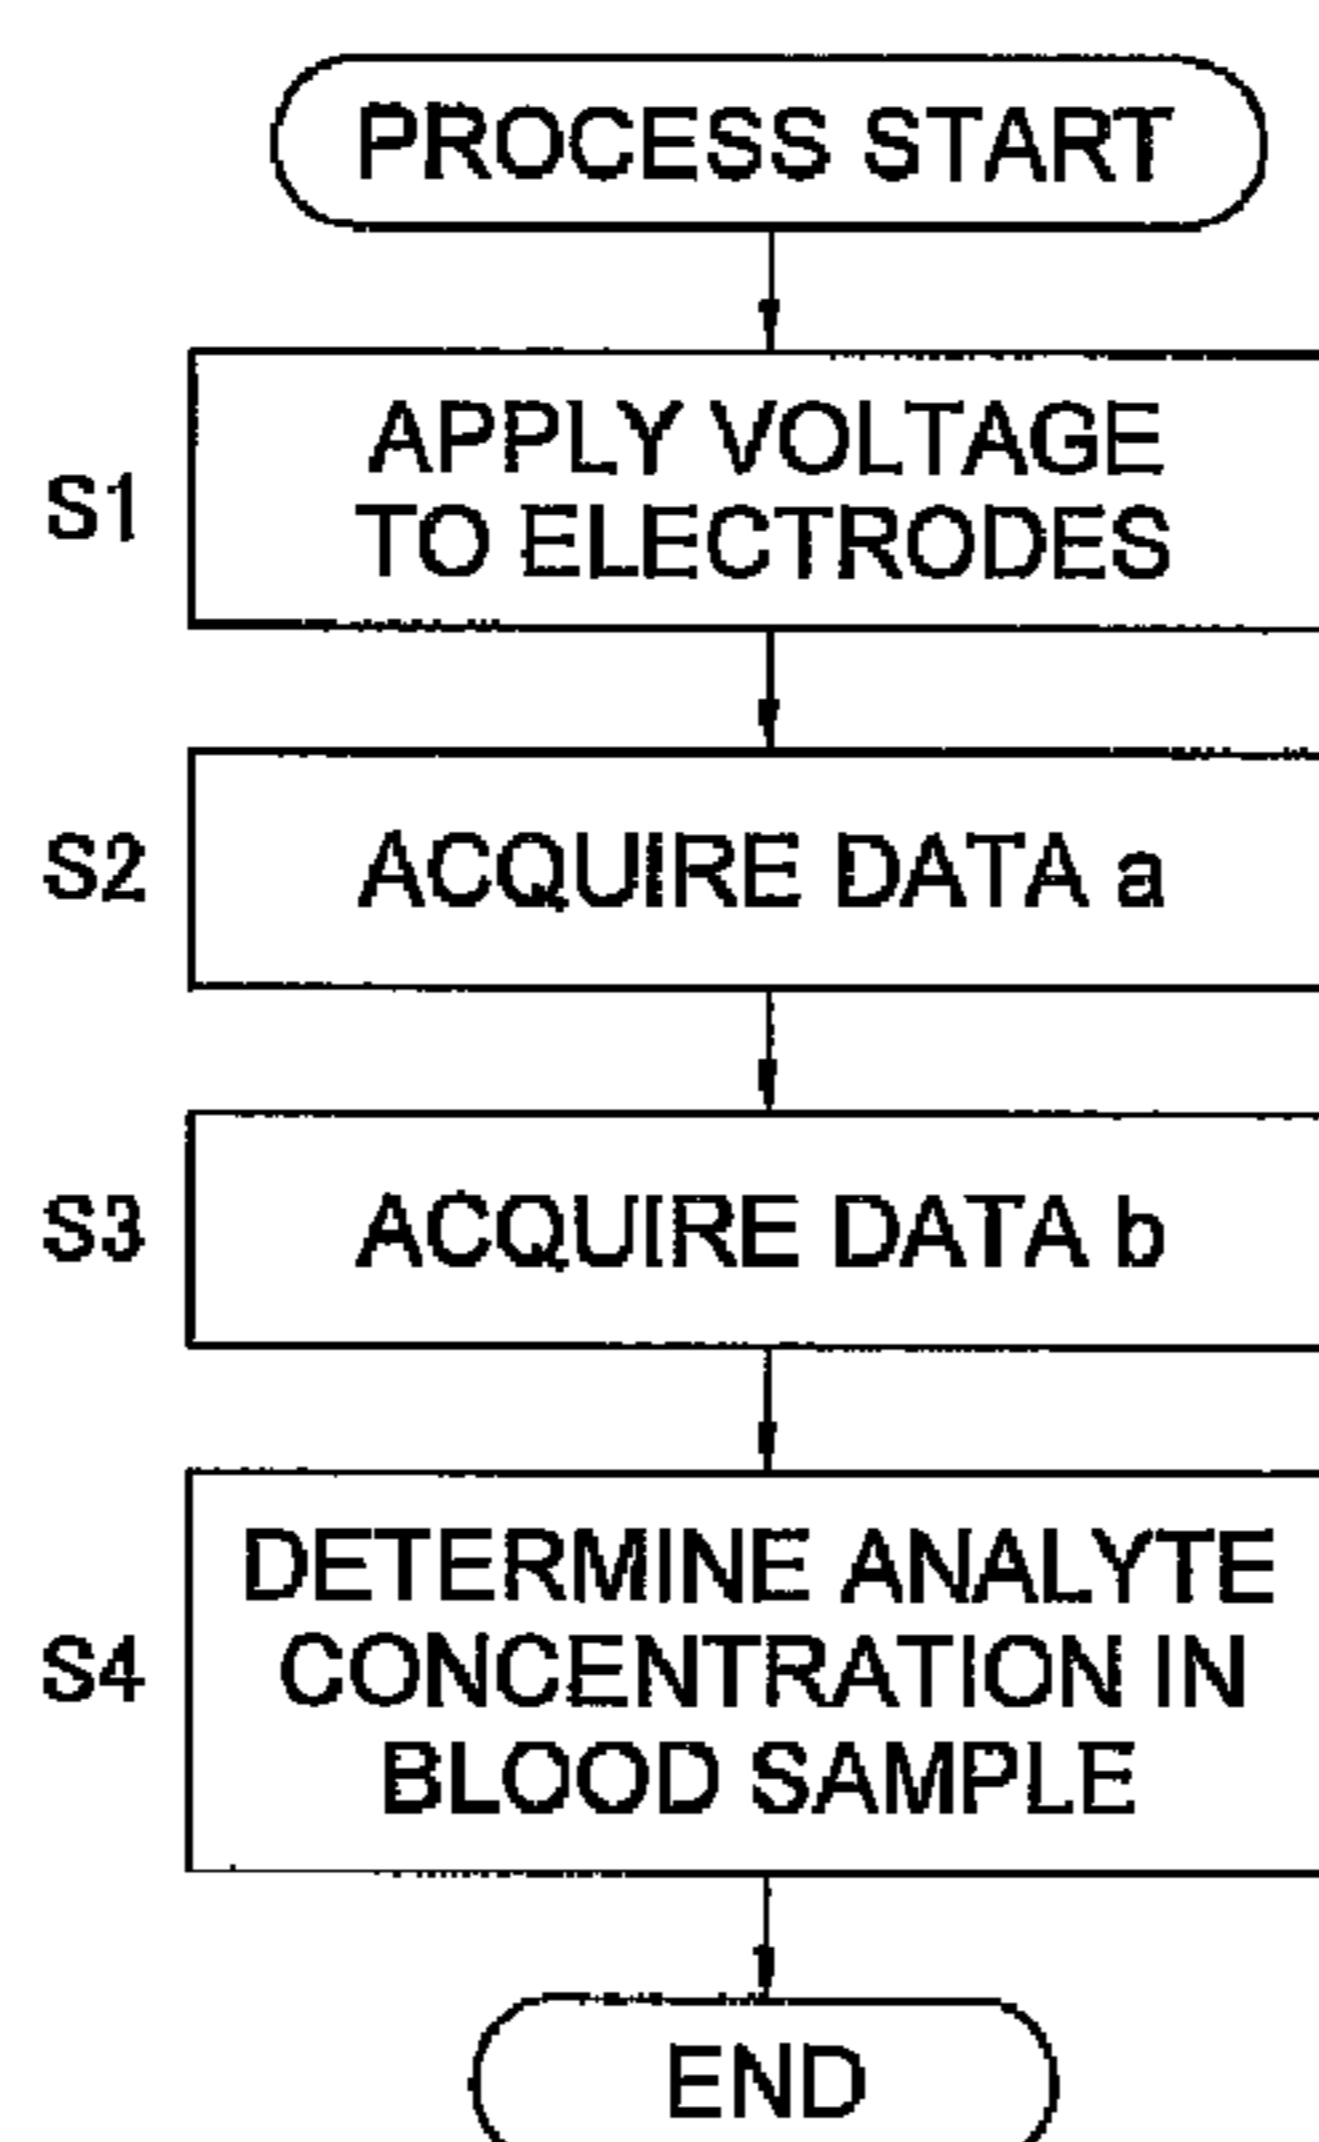 PROCESS START
S1
APPLY VOLTAGE
TO ELECTRODES
S2
ACQUIRE DATA a
S3
ACQUIRE DATA b
S4
DETERMINE ANALYTE
CONCENTRATION IN
BLOOD SAMPLE
END